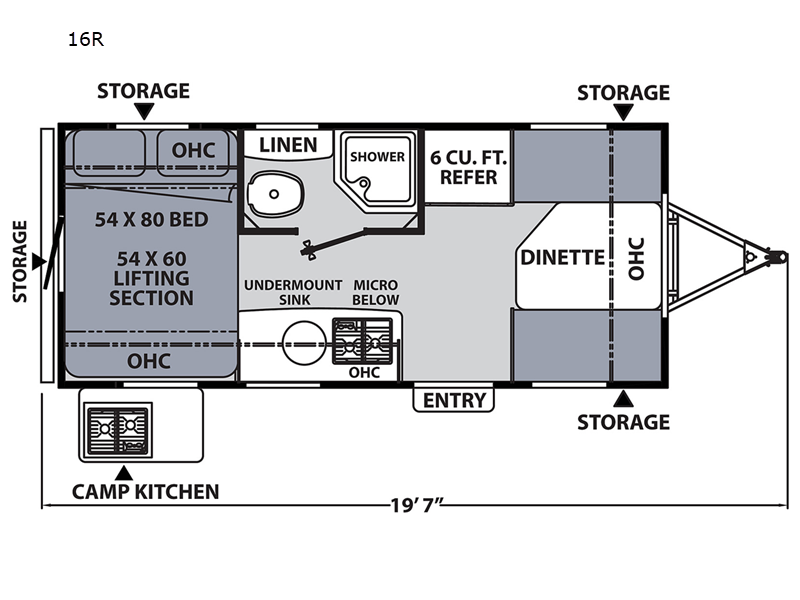 16R
STORAGE
STORAGE
LINEN
OHC
SHOWER
6 CU. FT.
REFER
54 X 80 BED
STORAGE
54 X 60
LIFTING
SECTION
DINETTE
OHC
UNDERMOUNT
SINK
MICRO
BELOW
OHC
OHC
ENTRY
STORAGE
CAMP KITCHEN
19' 7"